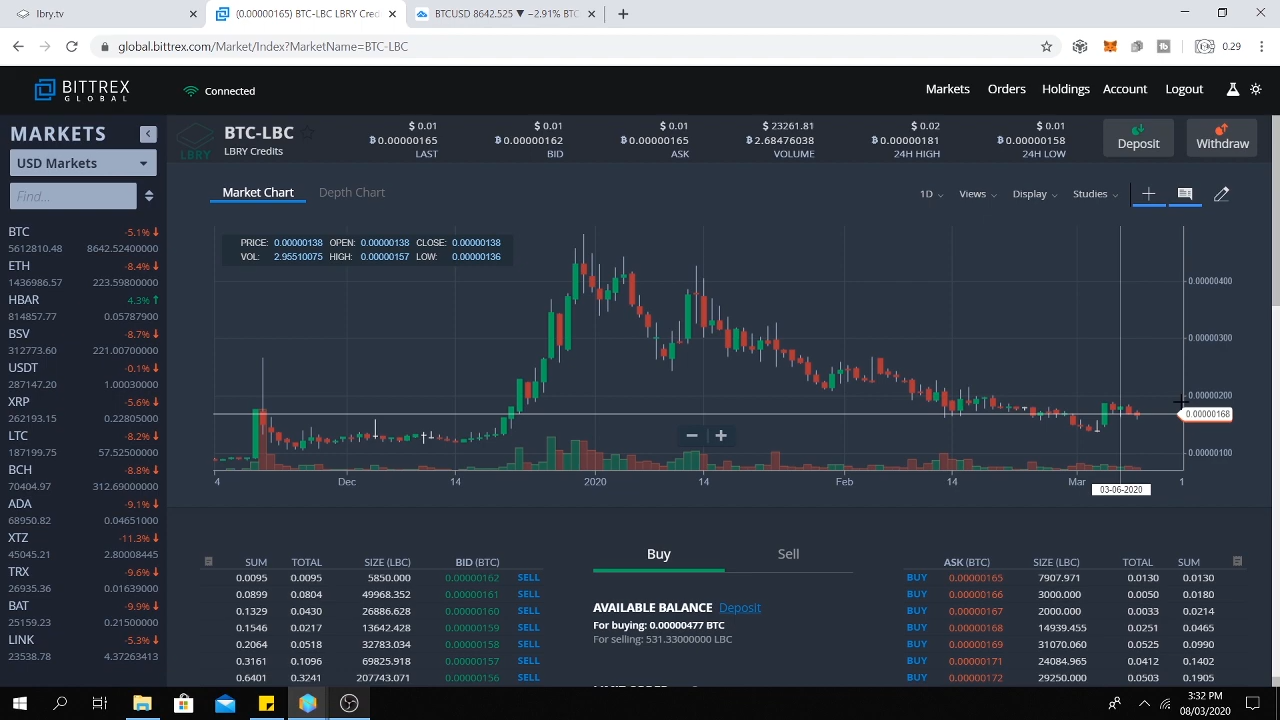 lbry.tv
(0.00000165) BTC-LBC LBRY Cred
BTCUSD 8642.525 ▼ −2.91% BTC
global.bittrex.com/Market/Index?MarketName=BTC-LBC
0.29
BITTREX
GLOBAL
Connected
Markets Orders Holdings Account Logout
MARKETS
USD Markets
Find...
BTC -5.1%
5612810.48 8642.52400000
ETH -8.4%
1436986.57 223.59800000
HBAR 4.3%
814857.77 0.05787900
BSV -8.7%
312773.60 221.00700000
USDT -0.1%
287147.20 1.00030000
XRP -5.6%
262193.15 0.22805000
LTC -8.2%
187199.75 57.52500000
BCH -8.8%
70404.97 312.69000000
ADA -9.1%
68950.82 0.04651000
XTZ -11.3%
45045.21 2.80008445
TRX -9.6%
26935.36 0.01639000
BAT -9.9%
25159.23 0.21500000
LINK -5.3%
23538.78 4.37263413
LBRY
BTC-LBC
LBRY Credits
$ 0.01 $ 0.01 $ 0.01 $ 23261.81 $ 0.02 $ 0.01
฿ 0.00000165 ฿ 0.00000162 ฿ 0.00000165 ฿ 2.68476038 ฿ 0.00000181 ฿ 0.00000158
LAST BID ASK VOLUME 24H HIGH 24H LOW
Deposit
Withdraw
Market Chart Depth Chart
1D Views Display Studies
PRICE: 0.00000138 OPEN: 0.00000138 CLOSE: 0.00000138
VOL: 2.95510075 HIGH: 0.00000157 LOW: 0.00000136
0.00000400
0.00000300
0.00000200
0.00000168
0.00000100
4 Dec 14 2020 14 Feb 14 Mar 1
03-06-2020
SUM TOTAL SIZE (LBC) BID (BTC)
0.0095 0.0095 5850.000 0.00000162 SELL
0.0899 0.0804 49968.352 0.00000161 SELL
0.1329 0.0430 26886.628 0.00000160 SELL
0.1546 0.0217 13642.446 0.00000159 SELL
0.2064 0.0518 32783.034 0.00000158 SELL
0.3161 0.1096 69825.918 0.00000157 SELL
0.6401 0.3241 207743.071 0.00000156 SELL
Buy Sell
AVAILABLE BALANCE Deposit
For buying: 0.00000477 BTC
For selling: 531.33000000 LBC
ASK (BTC) SIZE (LBC) TOTAL SUM
BUY 0.00000165 7907.971 0.0130 0.0130
BUY 0.00000166 3000.000 0.0050 0.0180
BUY 0.00000167 2000.000 0.0033 0.0214
BUY 0.00000168 14939.455 0.0251 0.0465
BUY 0.00000169 31070.060 0.0525 0.0990
BUY 0.00000171 24084.965 0.0412 0.1402
BUY 0.00000172 29250.000 0.0503 0.1905
3:32 PM
08/03/2020